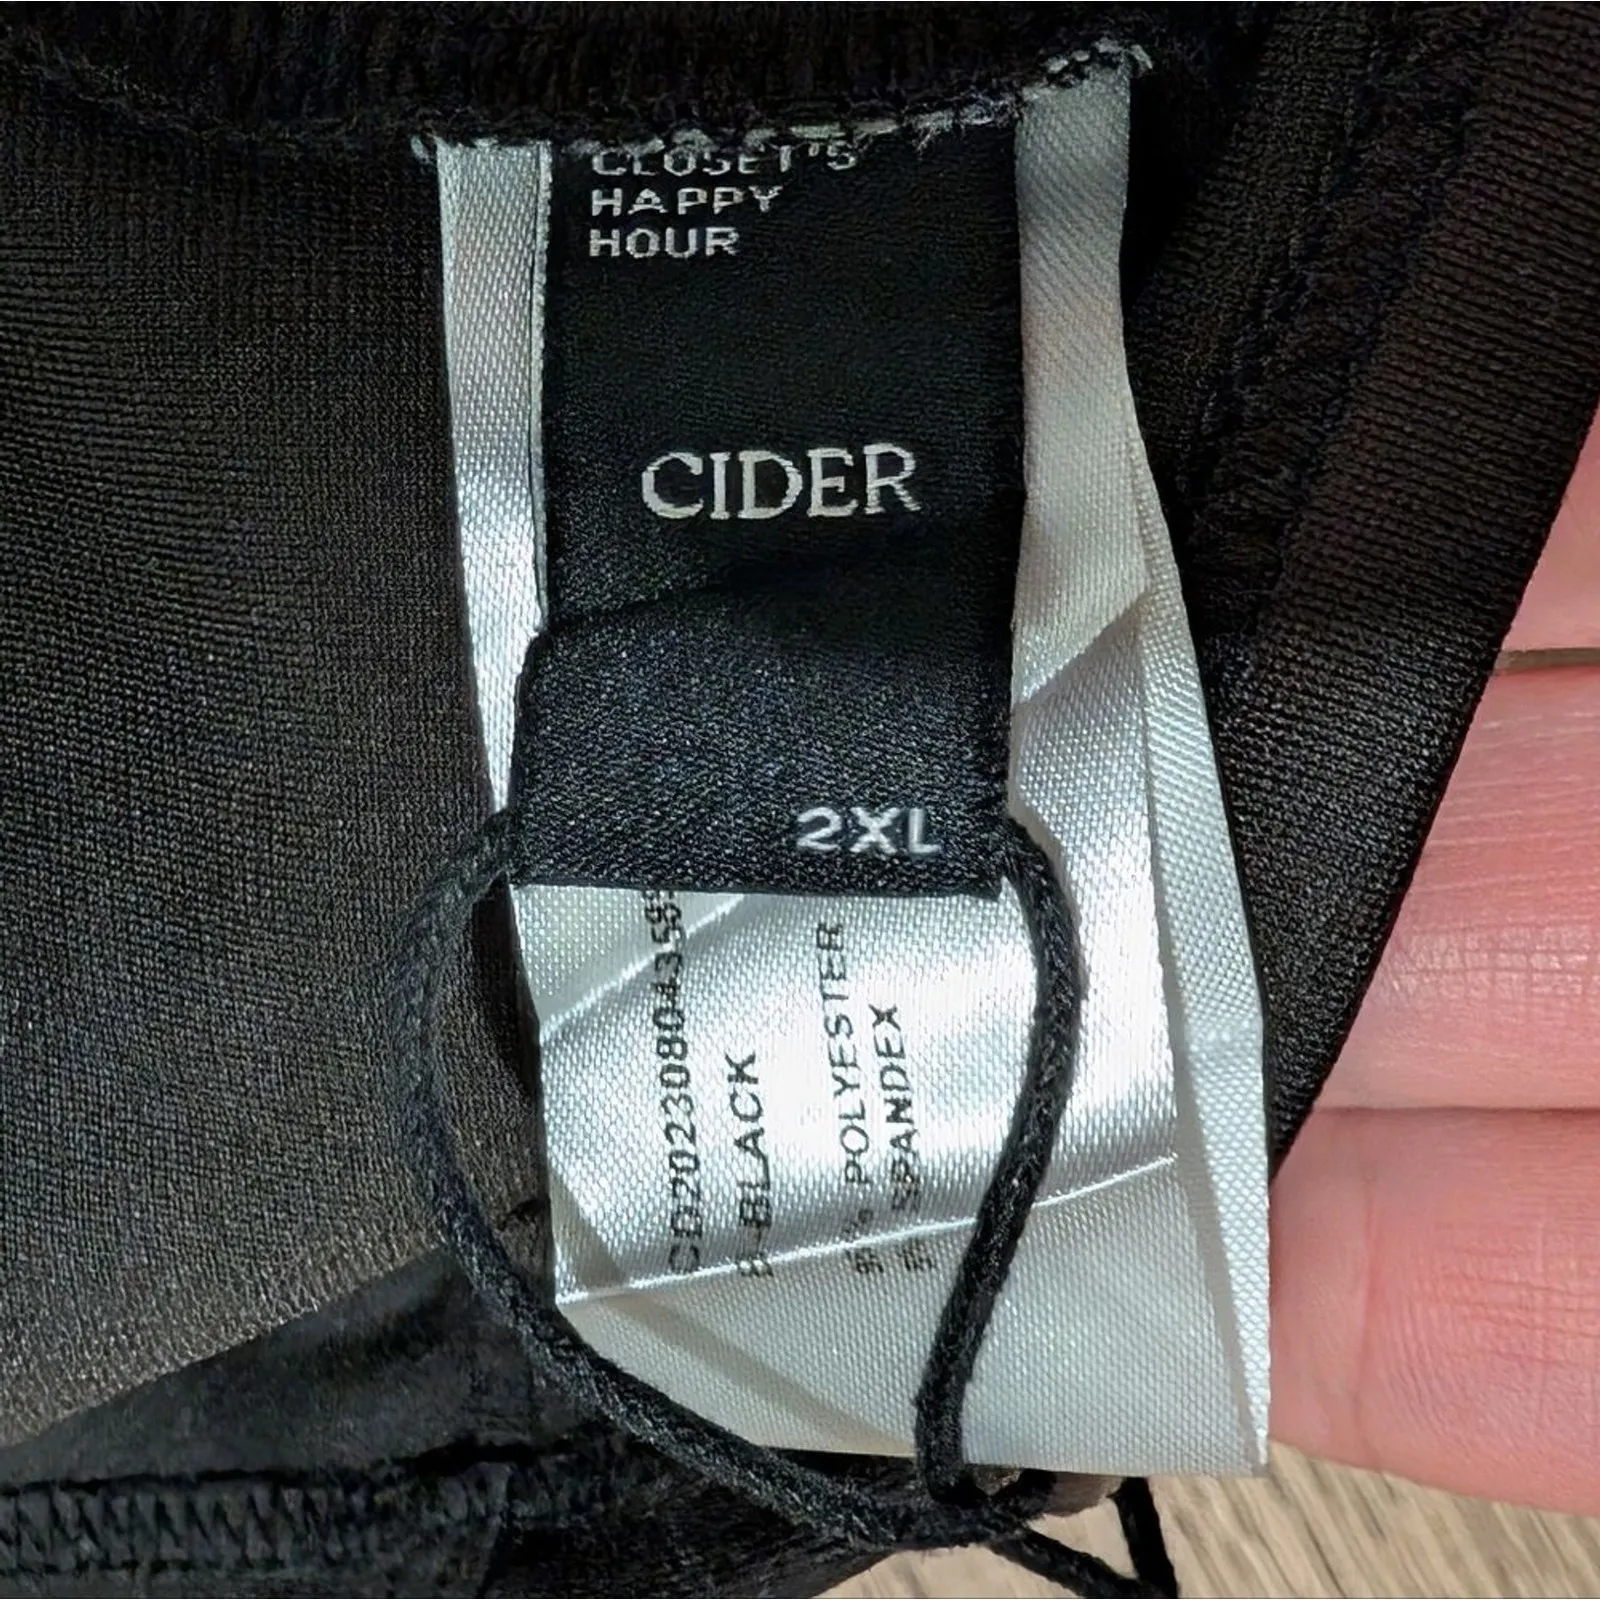 CLOSET'S
HAPPY
HOUR
CIDER
2XL
BLACK
POLYESTER
SPANDEX